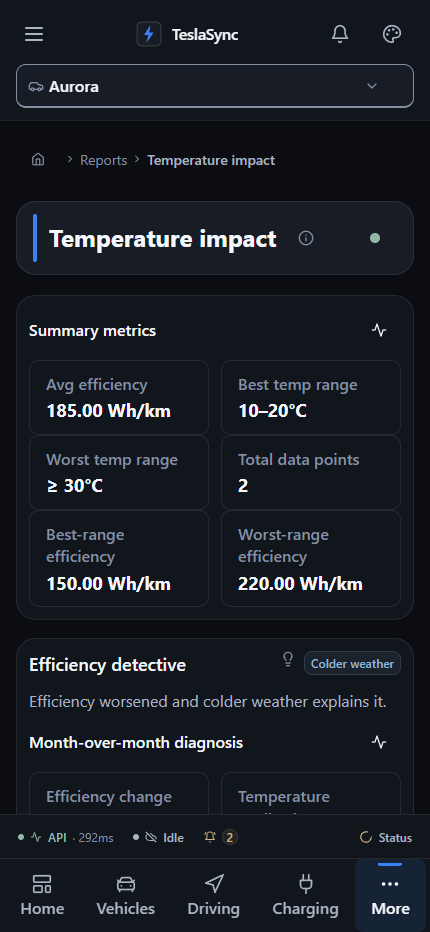 TeslaSync
Aurora
Reports
Temperature impact
Temperature impact
Summary metrics
Avg efficiency
185.00 Wh/km
Best temp range
10–20°C
Worst temp range
≥ 30°C
Total data points
2
Best-range
efficiency
150.00 Wh/km
Worst-range
efficiency
220.00 Wh/km
Efficiency detective
Colder weather
Efficiency worsened and colder weather explains it.
Month-over-month diagnosis
Efficiency change
Temperature
API · 292ms
Idle
2
Status
Home
Vehicles
Driving
Charging
More